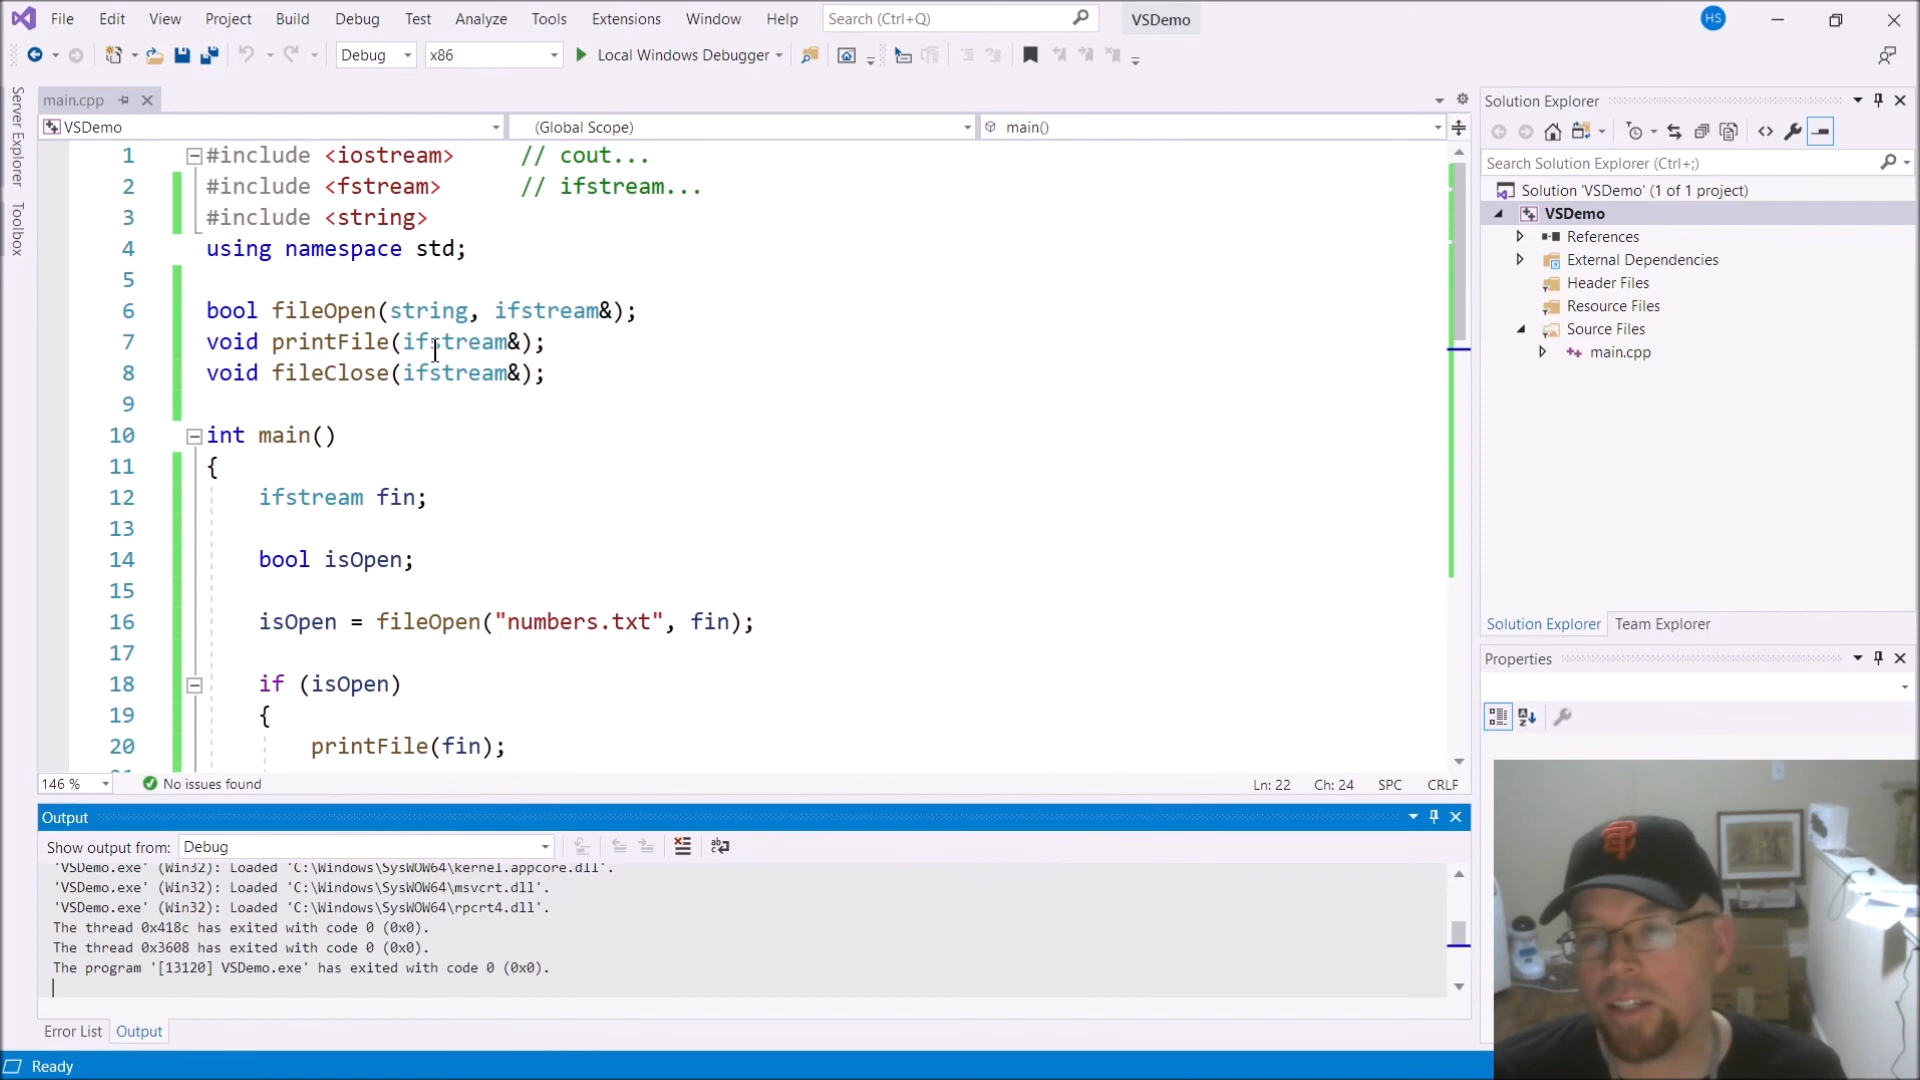 File Edit View Project Build Debug Test Analyze Tools Extensions Window Help Search (Ctrl+Q) VSDemo HS
Debug x86 Local Windows Debugger
Server Explorer
Toolbox
main.cpp
VSDemo (Global Scope) main()
1 #include <iostream> // cout...
2 #include <fstream> // ifstream...
3 #include <string>
4 using namespace std;
5
6 bool fileOpen(string, ifstream&);
7 void printFile(ifstream&);
8 void fileClose(ifstream&);
9
10 int main()
11 {
12 ifstream fin;
13
14 bool isOpen;
15
16 isOpen = fileOpen("numbers.txt", fin);
17
18 if (isOpen)
19 {
20 printFile(fin);
146 % No issues found Ln: 22 Ch: 24 SPC CRLF
Output
Show output from: Debug
'VSDemo.exe' (Win32): Loaded 'C:\Windows\SysWOW64\kernel.appcore.dll'.
'VSDemo.exe' (Win32): Loaded 'C:\Windows\SysWOW64\msvcrt.dll'.
'VSDemo.exe' (Win32): Loaded 'C:\Windows\SysWOW64\rpcrt4.dll'.
The thread 0x418c has exited with code 0 (0x0).
The thread 0x3608 has exited with code 0 (0x0).
The program '[13120] VSDemo.exe' has exited with code 0 (0x0).
Error List Output
Ready
Solution Explorer
Search Solution Explorer (Ctrl+;)
Solution 'VSDemo' (1 of 1 project)
VSDemo
References
External Dependencies
Header Files
Resource Files
Source Files
main.cpp
Solution Explorer Team Explorer
Properties